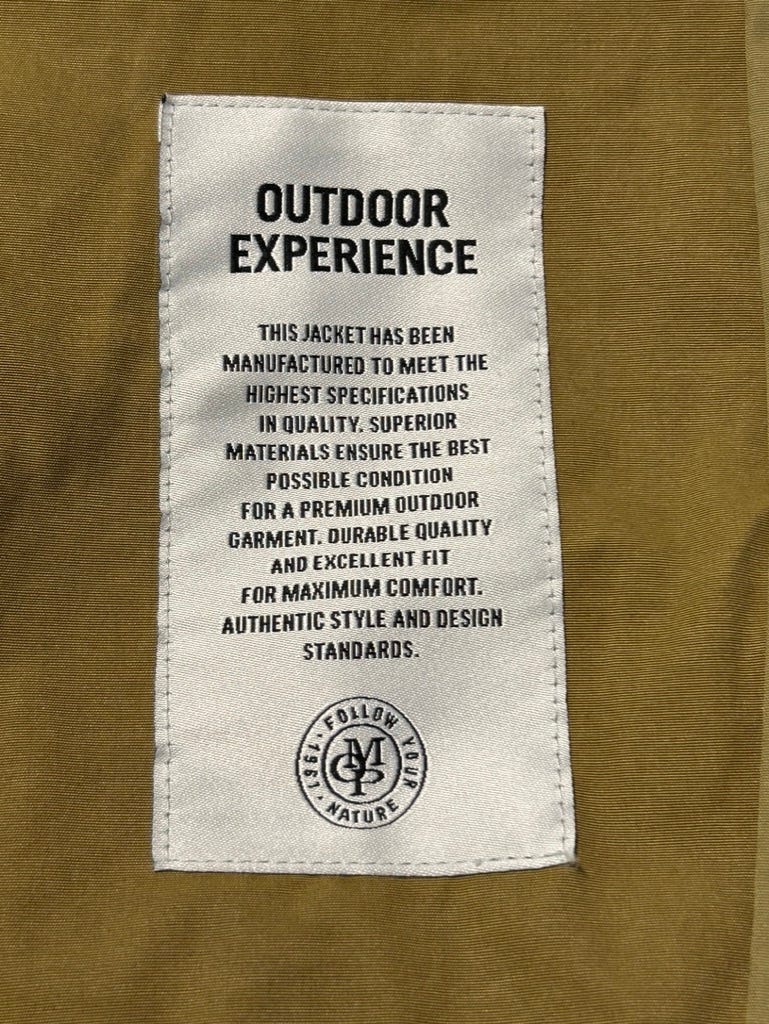 OUTDOOR
EXPERIENCE
THIS JACKET HAS BEEN
MANUFACTURED TO MEET THE
HIGHEST SPECIFICATIONS
IN QUALITY. SUPERIOR
MATERIALS ENSURE THE BEST
POSSIBLE CONDITION
FOR A PREMIUM OUTDOOR
GARMENT. DURABLE QUALITY
AND EXCELLENT FIT
FOR MAXIMUM COMFORT.
AUTHENTIC STYLE AND DESIGN
STANDARDS.
FOLLOW YOUR
NATURE
· 1967 ·
MOP